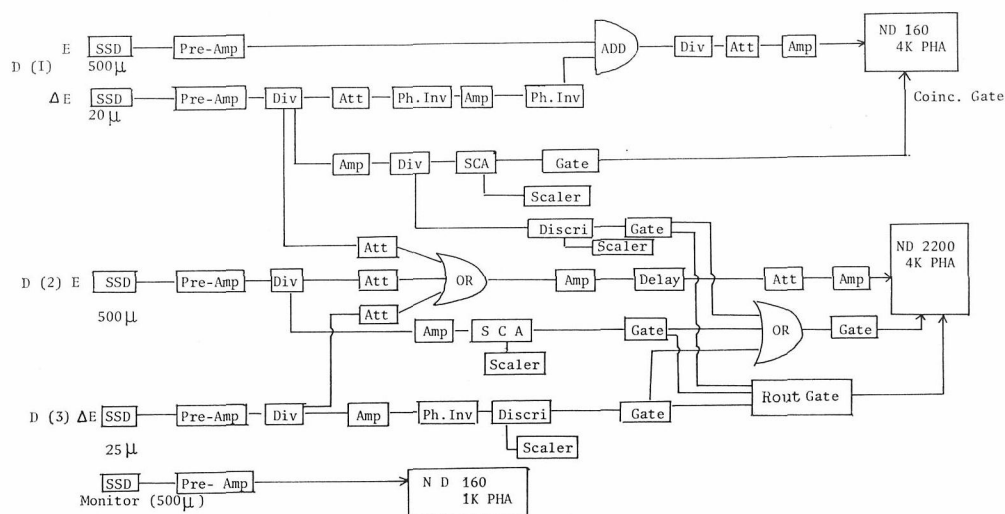 E SSD Pre-Amp ADD Div Att Amp ND 160
4K PHA
D (1) 500μ
ΔE SSD Pre-Amp Div Att Ph.Inv Amp Ph.Inv Coinc. Gate
20μ
Amp Div SCA Gate
Scaler
Discri Gate
Scaler
Att
ND 2200
4K PHA
D (2) E SSD Pre-Amp Div Att OR Amp Delay Att Amp
500μ
Att
Amp S C A Gate OR Gate
Scaler
Rout Gate
D (3) ΔE SSD Pre-Amp Div Amp Ph.Inv Discri Gate
25μ
Scaler
SSD Pre- Amp N D 160
1K PHA
Monitor (500μ)